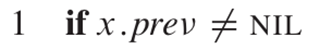 1 if x.prev ≠ NIL